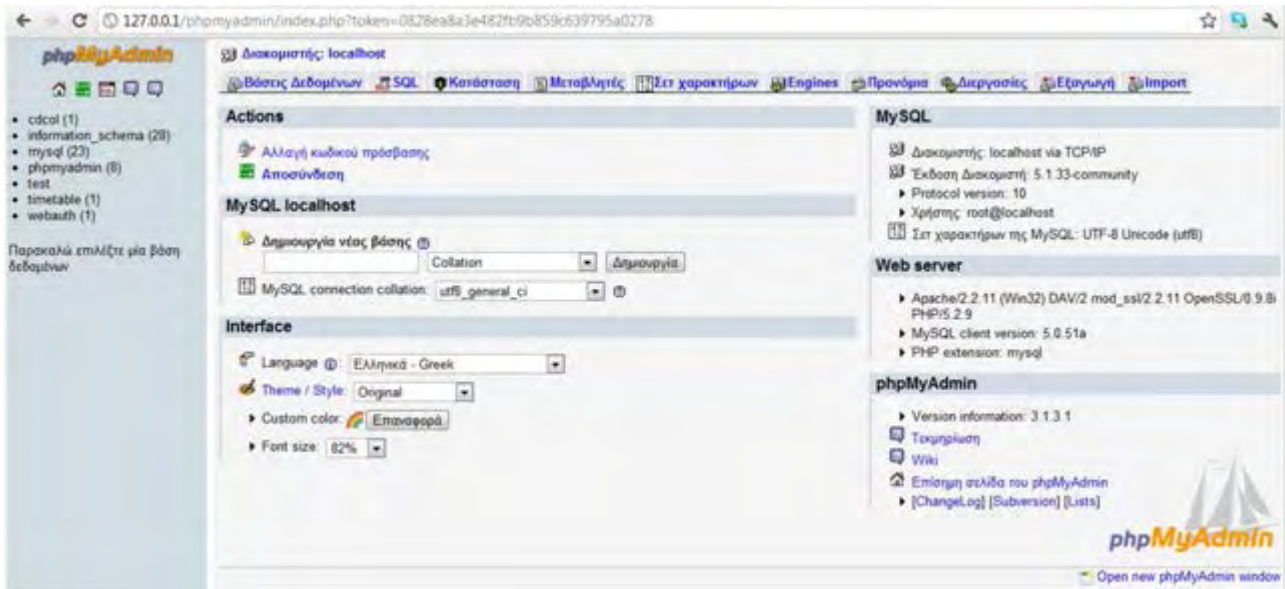 127.0.0.1/phpmyadmin/index.php?token=0828ea8a3e482fb9b859c639795a0278
phpMyAdmin
cdcol (1)
information_schema (28)
mysql (23)
phpmyadmin (8)
test
timetable (1)
webauth (1)
Παρακαλώ επιλέξτε μία βάση
δεδομένων
Διακομιστής: localhost
Βάσεις Δεδομένων SQL Κατάσταση Μεταβλητές Σετ χαρακτήρων Engines Προνόμια Διεργασίες Εξαγωγή Import
Actions
Αλλαγή κωδικού πρόσβασης
Αποσύνδεση
MySQL localhost
Δημιουργία νέας βάσης
Collation Δημιουργία
MySQL connection collation: utf8_general_ci
Interface
Language: Ελληνικά - Greek
Theme / Style: Original
Custom color: Επαναφορά
Font size: 82%
MySQL
Διακομιστής: localhost via TCP/IP
Έκδοση Διακομιστή: 5.1.33-community
Protocol version: 10
Χρήστης: root@localhost
Σετ χαρακτήρων της MySQL: UTF-8 Unicode (utf8)
Web server
Apache/2.2.11 (Win32) DAV/2 mod_ssl/2.2.11 OpenSSL/0.9.8i
PHP/5.2.9
MySQL client version: 5.0.51a
PHP extension: mysql
phpMyAdmin
Version information: 3.1.3.1
Τεκμηρίωση
Wiki
Επίσημη σελίδα του phpMyAdmin
[ChangeLog] [Subversion] [Lists]
phpMyAdmin
Open new phpMyAdmin window